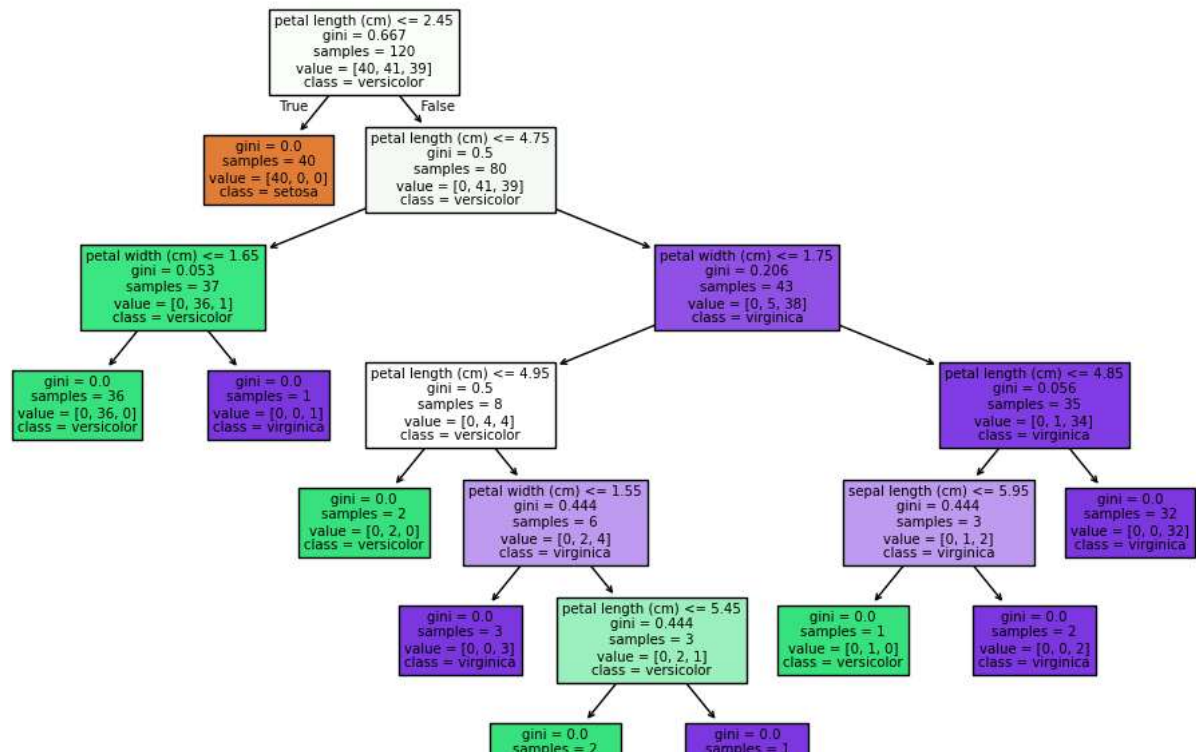 petal length (cm) <= 2.45
gini = 0.667
samples = 120
value = [40, 41, 39]
class = versicolor
True
False
gini = 0.0
samples = 40
value = [40, 0, 0]
class = setosa
petal length (cm) <= 4.75
gini = 0.5
samples = 80
value = [0, 41, 39]
class = versicolor
petal width (cm) <= 1.65
gini = 0.053
samples = 37
value = [0, 36, 1]
class = versicolor
petal width (cm) <= 1.75
gini = 0.206
samples = 43
value = [0, 5, 38]
class = virginica
gini = 0.0
samples = 36
value = [0, 36, 0]
class = versicolor
gini = 0.0
samples = 1
value = [0, 0, 1]
class = virginica
petal length (cm) <= 4.95
gini = 0.5
samples = 8
value = [0, 4, 4]
class = versicolor
petal length (cm) <= 4.85
gini = 0.056
samples = 35
value = [0, 1, 34]
class = virginica
gini = 0.0
samples = 2
value = [0, 2, 0]
class = versicolor
petal width (cm) <= 1.55
gini = 0.444
samples = 6
value = [0, 2, 4]
class = virginica
sepal length (cm) <= 5.95
gini = 0.444
samples = 3
value = [0, 1, 2]
class = virginica
gini = 0.0
samples = 32
value = [0, 0, 32]
class = virginica
gini = 0.0
samples = 3
value = [0, 0, 3]
class = virginica
petal length (cm) <= 5.45
gini = 0.444
samples = 3
value = [0, 2, 1]
class = versicolor
gini = 0.0
samples = 1
value = [0, 1, 0]
class = versicolor
gini = 0.0
samples = 2
value = [0, 0, 2]
class = virginica
gini = 0.0
samples = 2
gini = 0.0
samples = 1